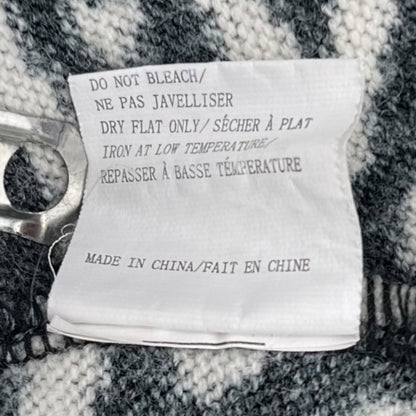 DO NOT BLEACH/
NE PAS JAVELLISER
DRY FLAT ONLY/ SÉCHER À PLAT
IRON AT LOW TEMPERATURE/
REPASSER À BASSE TÉMPERATURE
MADE IN CHINA/FAIT EN CHINE